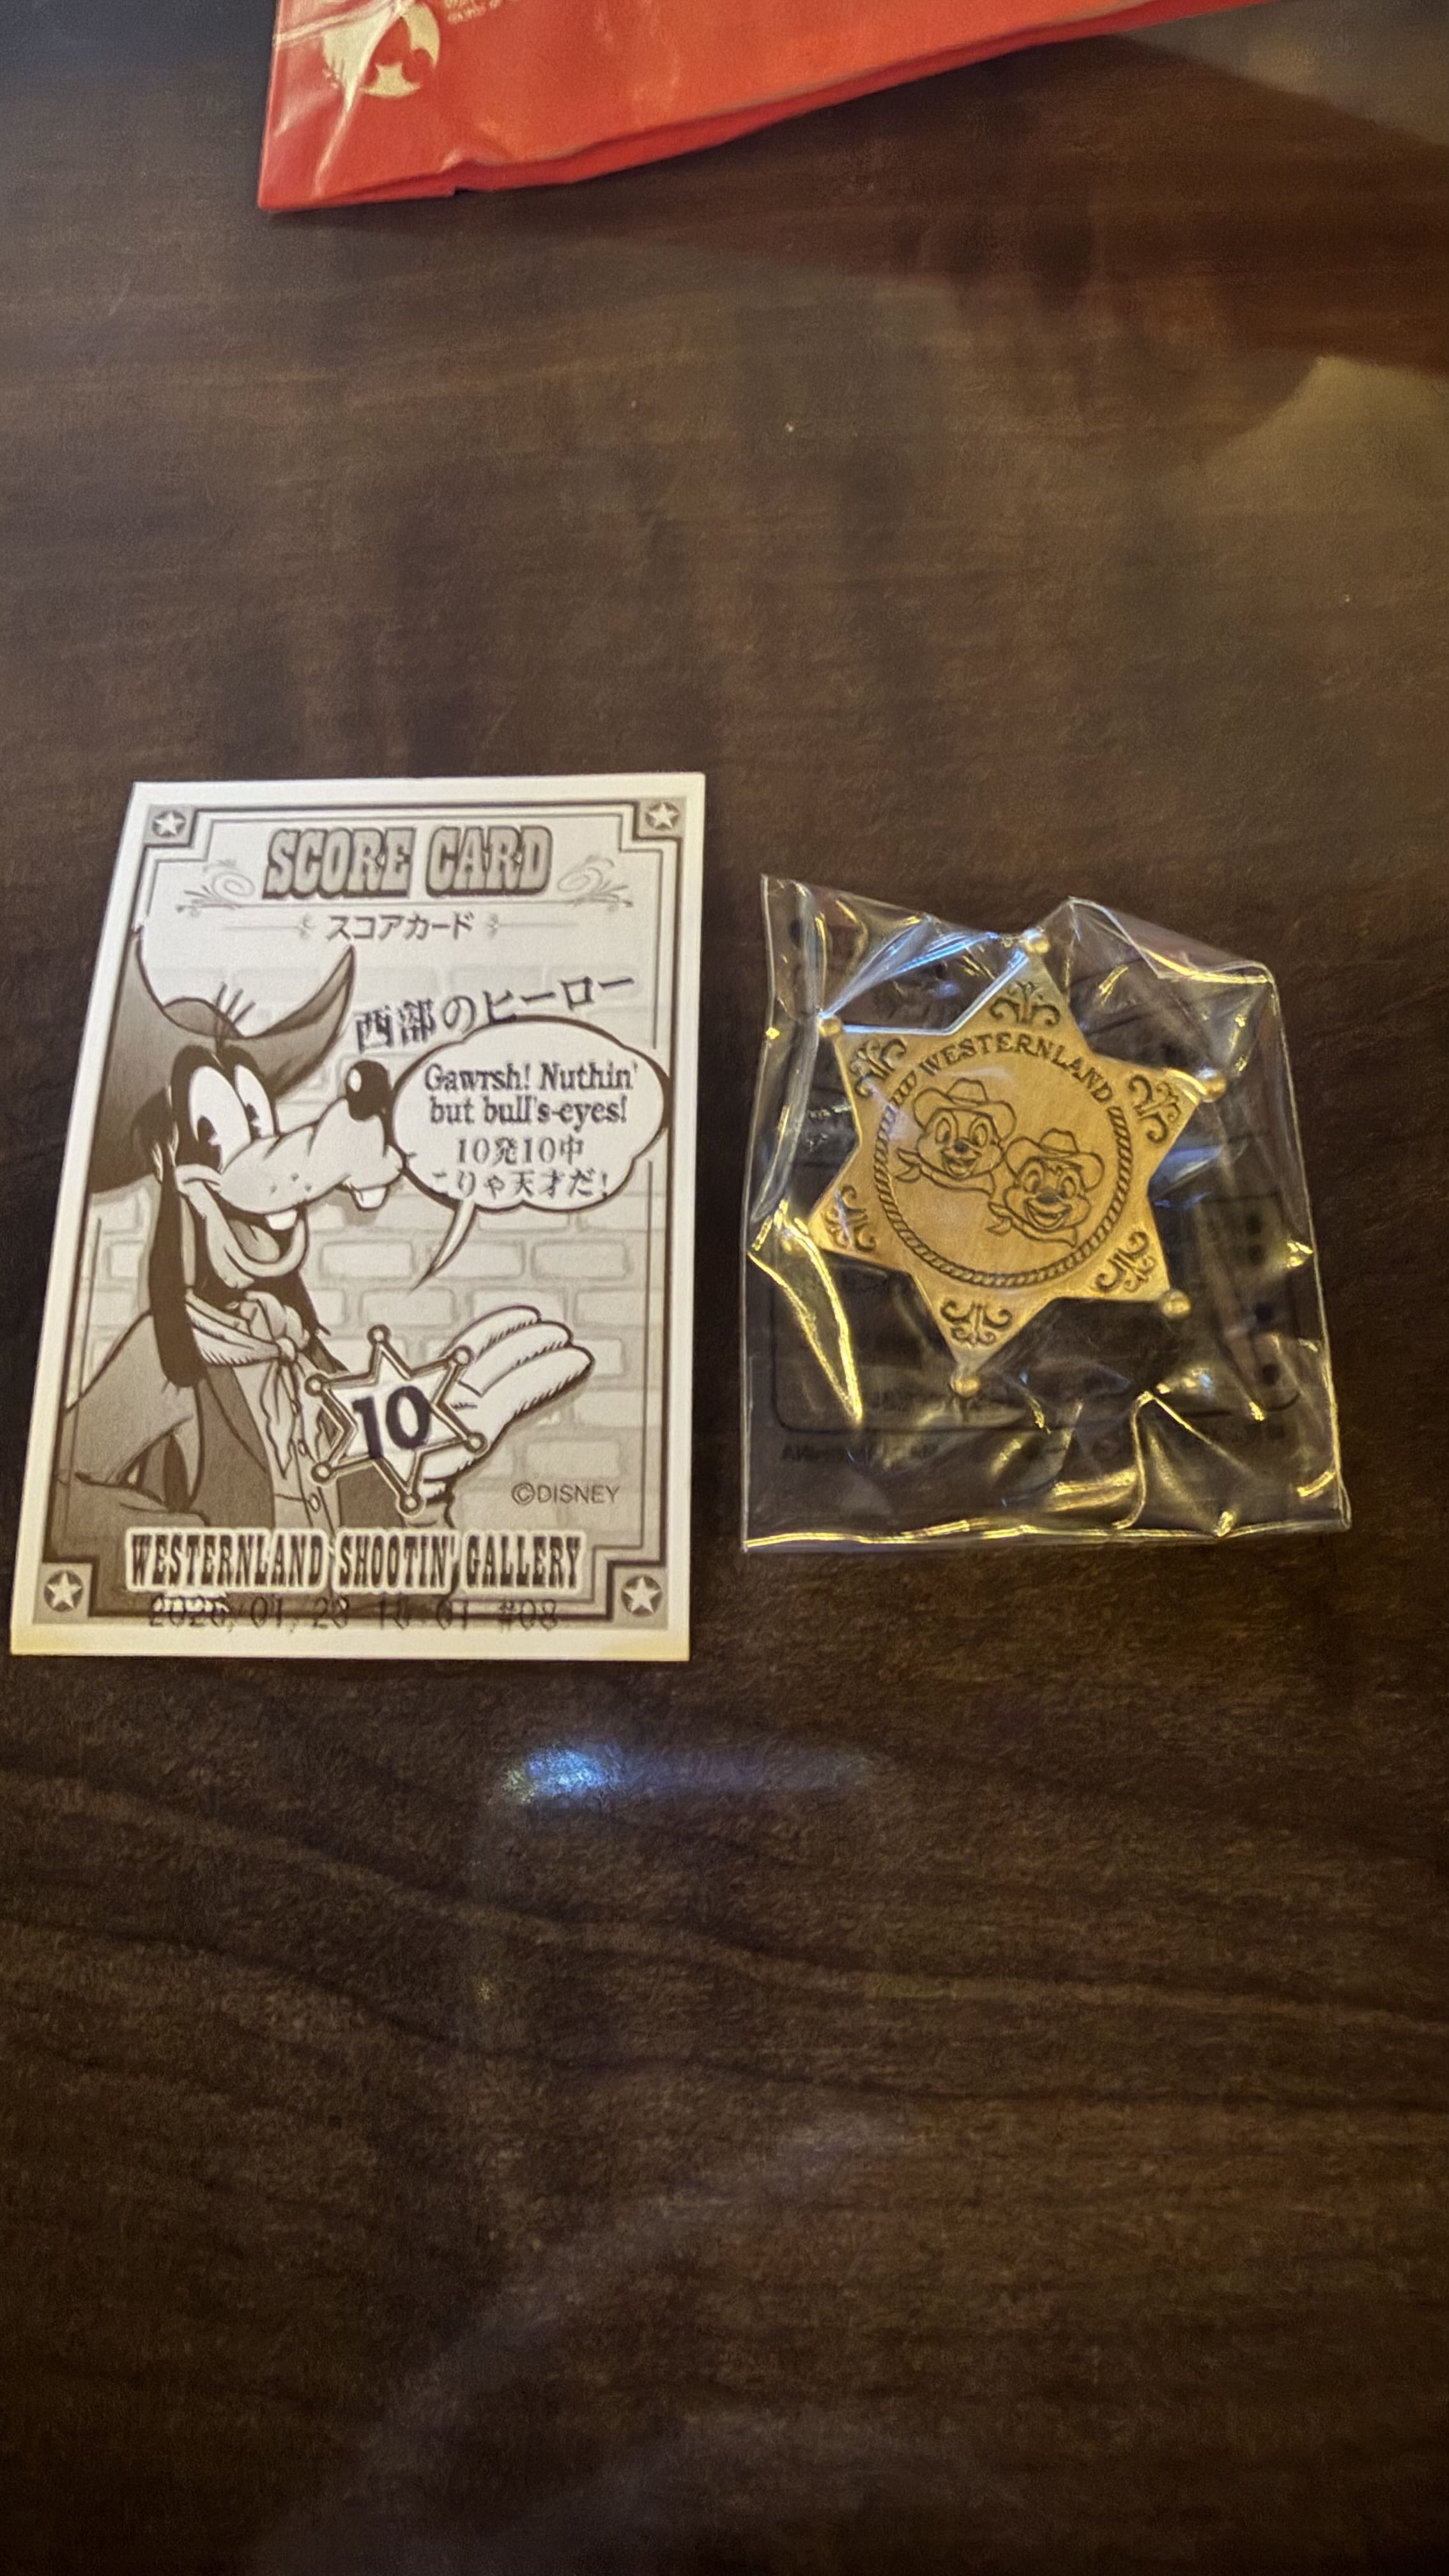 SCORE CARD
スコアカード
西部のヒーロー
Gawrsh! Nuthin'
but bull's-eyes!
10発10中
こりゃ天才だ!
10
©DISNEY
WESTERNLAND SHOOTIN' GALLERY
#08
WESTERNLAND